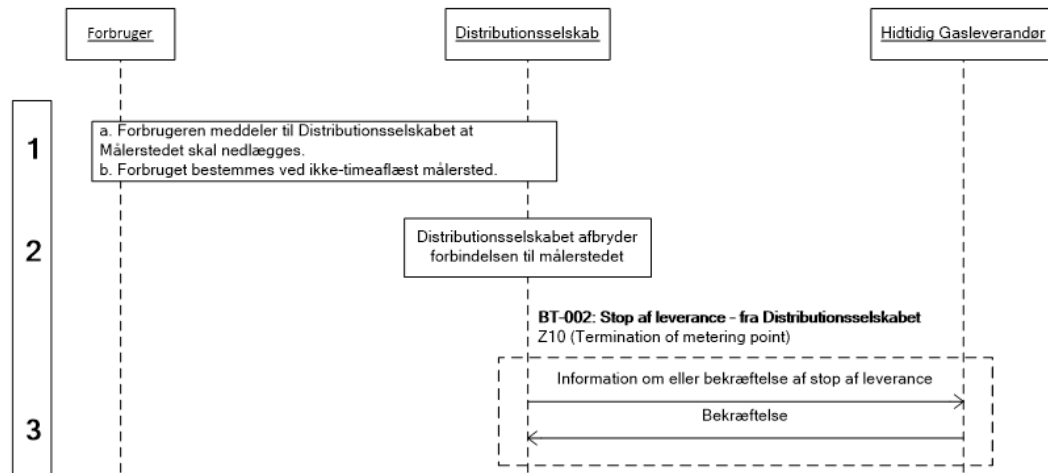 Forbruger
Distributionsselskab
Hidtidig Gasleverandør
1
a. Forbrugeren meddeler til Distributionsselskabet at
Målerstedet skal nedlægges.
b. Forbruget bestemmes ved ikke-timeaflæst målersted.
2
Distributionsselskabet afbryder
forbindelsen til målerstedet
BT-002: Stop af leverance - fra Distributionsselskabet
Z10 (Termination of metering point)
Information om eller bekræftelse af stop af leverance
Bekræftelse
3